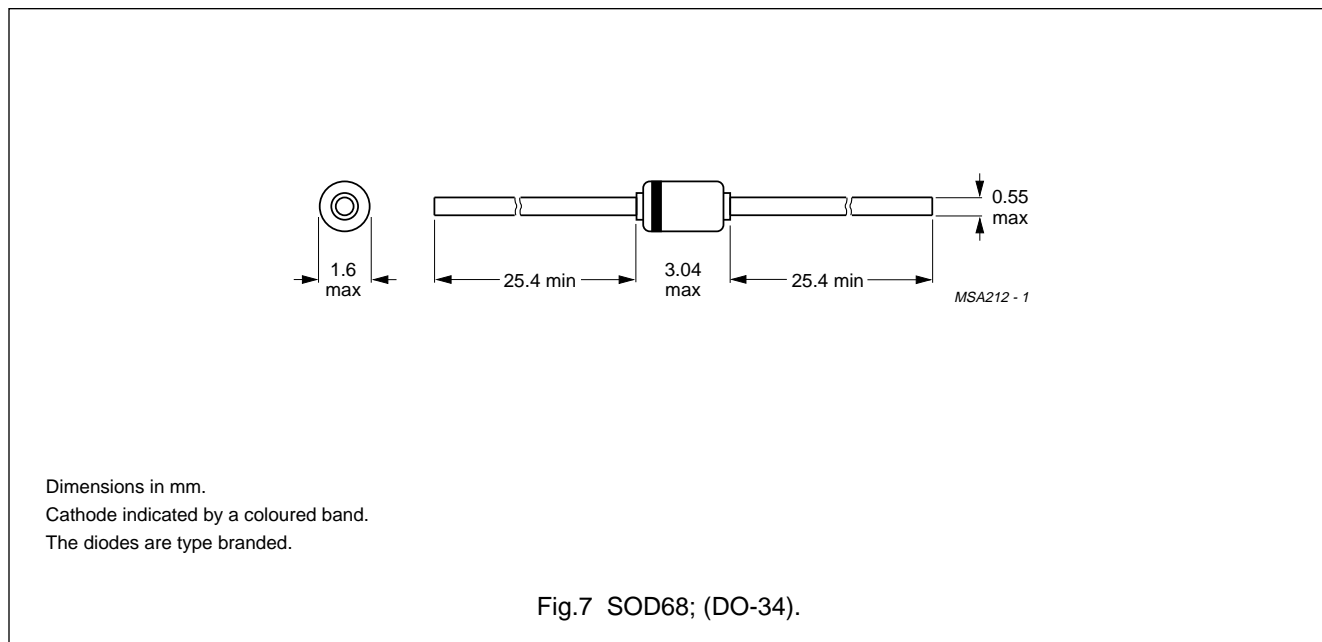 1.6
max
25.4 min
3.04
max
25.4 min
0.55
max
MSA212 - 1
Dimensions in mm.
Cathode indicated by a coloured band.
The diodes are type branded.
Fig.7 SOD68; (DO-34).